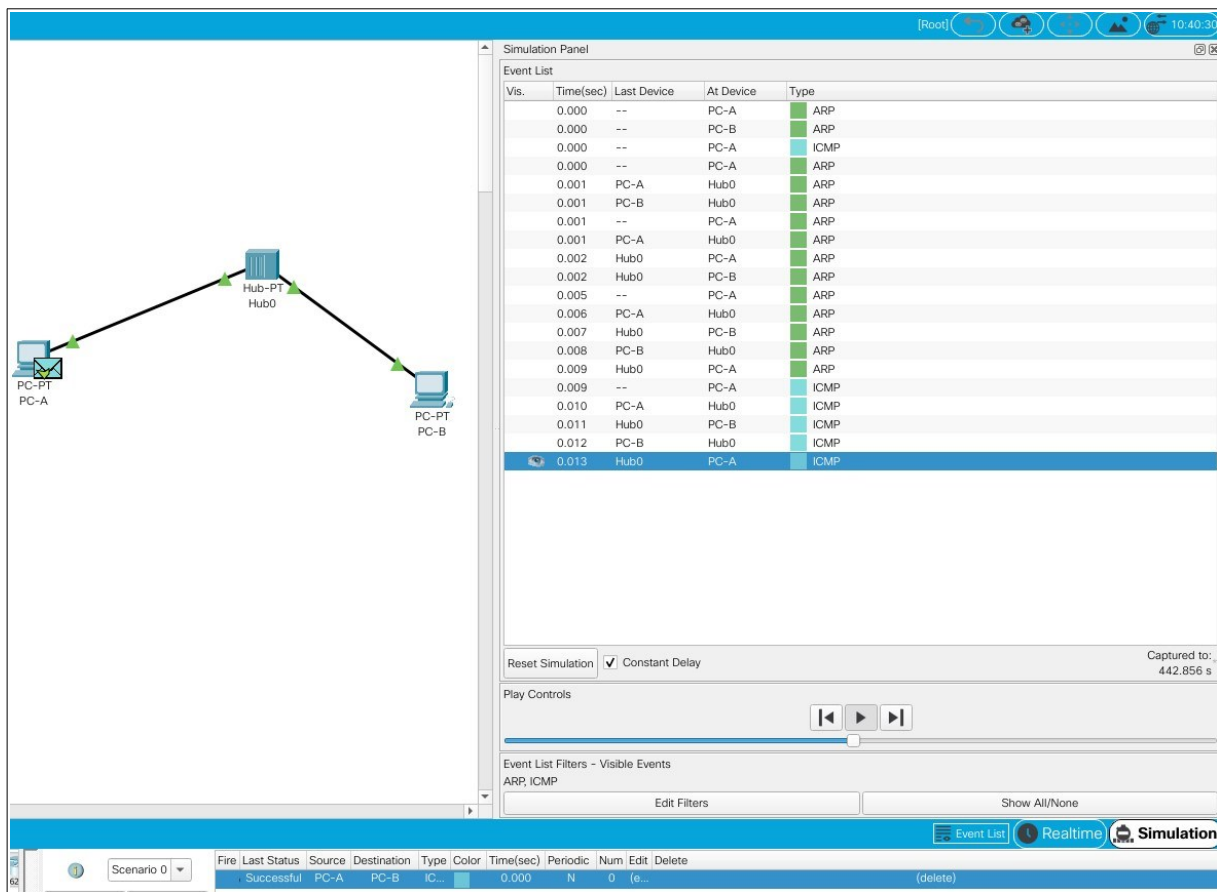 [Root] 10:40:30
Simulation Panel
Event List
Vis. Time(sec) Last Device At Device Type
0.000 -- PC-A ARP
0.000 -- PC-B ARP
0.000 -- PC-A ICMP
0.000 -- PC-A ARP
0.001 PC-A Hub0 ARP
0.001 PC-B Hub0 ARP
0.001 -- PC-A ARP
0.001 PC-A Hub0 ARP
0.002 Hub0 PC-A ARP
0.002 Hub0 PC-B ARP
0.005 -- PC-A ARP
0.006 PC-A Hub0 ARP
0.007 Hub0 PC-B ARP
0.008 PC-B Hub0 ARP
0.009 Hub0 PC-A ARP
0.009 -- PC-A ICMP
0.010 PC-A Hub0 ICMP
0.011 Hub0 PC-B ICMP
0.012 PC-B Hub0 ICMP
0.013 Hub0 PC-A ICMP
Hub-PT
Hub0
PC-PT
PC-A
PC-PT
PC-B
Reset Simulation Constant Delay
Captured to:
442.856 s
Play Controls
Event List Filters - Visible Events
ARP, ICMP
Edit Filters Show All/None
Event List Realtime Simulation
Scenario 0
Fire Last Status Source Destination Type Color Time(sec) Periodic Num Edit Delete
Successful PC-A PC-B IC... 0.000 N 0 (e... (delete)